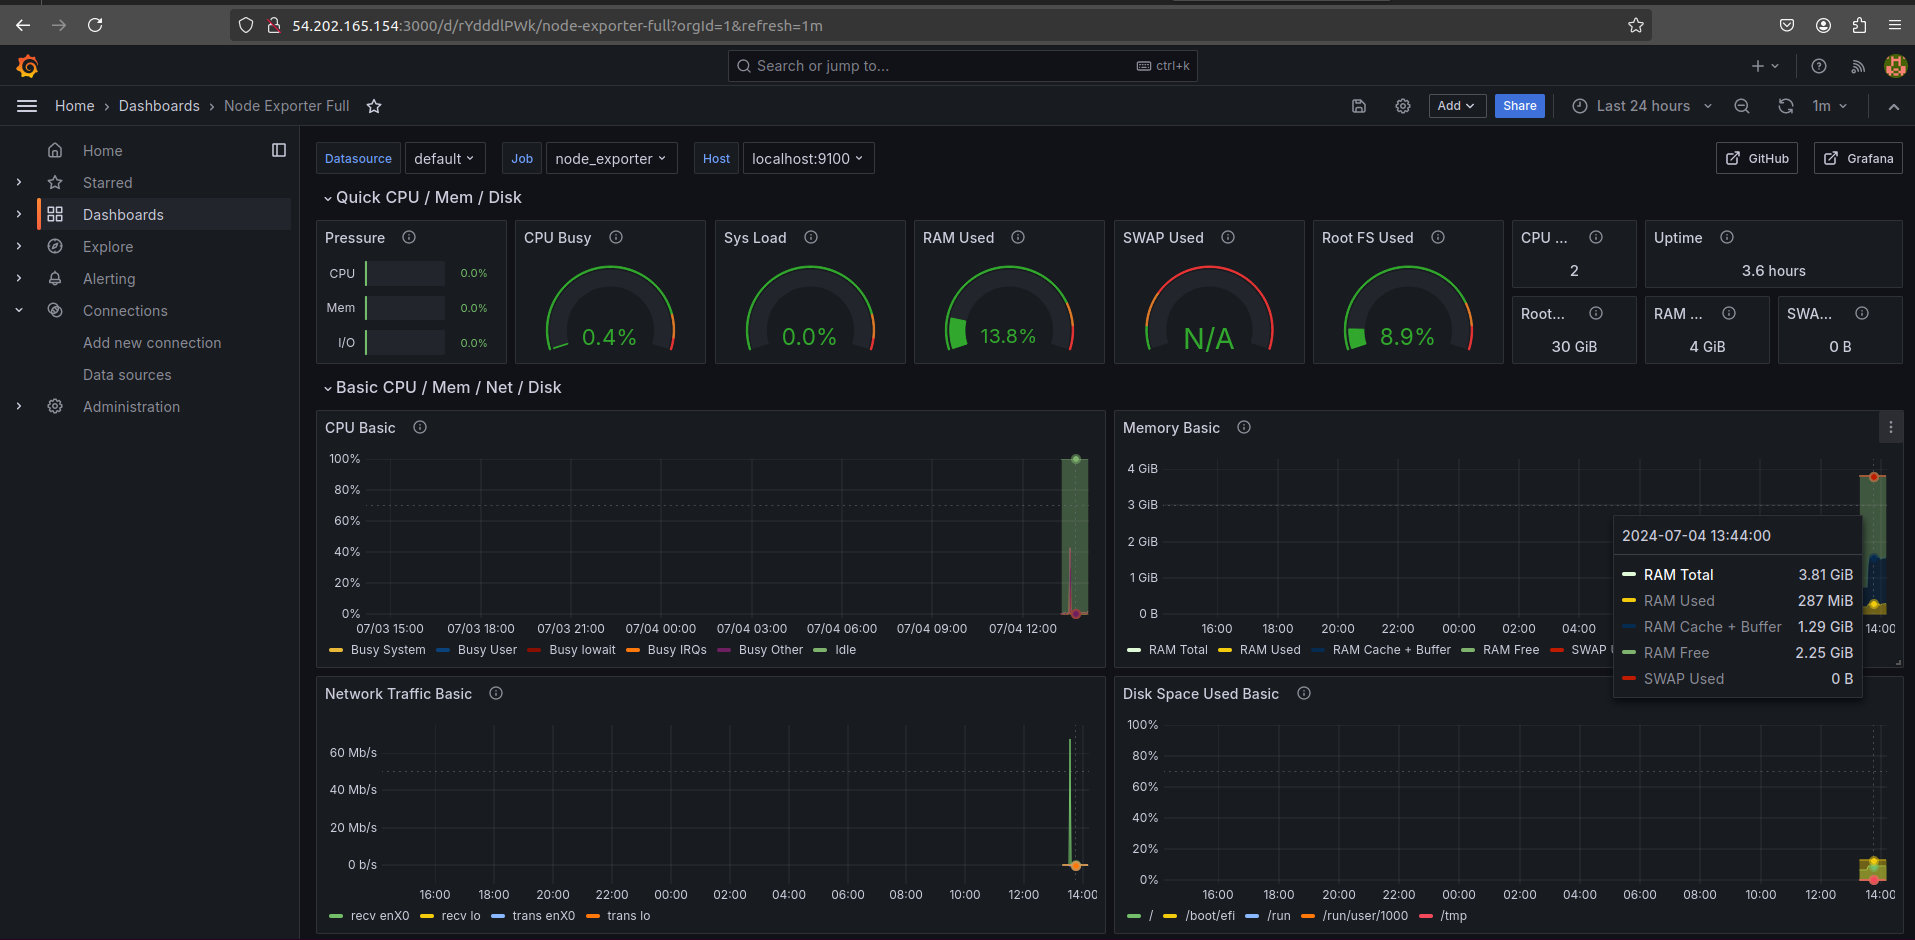 54.202.165.154:3000/d/rYdddlPWk/node-exporter-full?orgId=1&refresh=1m
Search or jump to...
ctrl+k
Home › Dashboards › Node Exporter Full
Add
Share
Last 24 hours
1m
Home
Starred
Dashboards
Explore
Alerting
Connections
Add new connection
Data sources
Administration
Datasource default Job node_exporter Host localhost:9100
GitHub
Grafana
Quick CPU / Mem / Disk
Pressure
CPU 0.0%
Mem 0.0%
I/O 0.0%
CPU Busy
0.4%
Sys Load
0.0%
RAM Used
13.8%
SWAP Used
N/A
Root FS Used
8.9%
CPU ...
2
Uptime
3.6 hours
Root...
30 GiB
RAM ...
4 GiB
SWA...
0 B
Basic CPU / Mem / Net / Disk
CPU Basic
100%
80%
60%
40%
20%
0%
07/03 15:00 07/03 18:00 07/03 21:00 07/04 00:00 07/04 03:00 07/04 06:00 07/04 09:00 07/04 12:00
Busy System Busy User Busy Iowait Busy IRQs Busy Other Idle
Memory Basic
4 GiB
3 GiB
2 GiB
1 GiB
0 B
16:00 18:00 20:00 22:00 00:00 02:00 04:00 14:00
RAM Total RAM Used RAM Cache + Buffer RAM Free SWAP
2024-07-04 13:44:00
RAM Total 3.81 GiB
RAM Used 287 MiB
RAM Cache + Buffer 1.29 GiB
RAM Free 2.25 GiB
SWAP Used 0 B
Network Traffic Basic
60 Mb/s
40 Mb/s
20 Mb/s
0 b/s
16:00 18:00 20:00 22:00 00:00 02:00 04:00 06:00 08:00 10:00 12:00 14:00
recv enX0 recv lo trans enX0 trans lo
Disk Space Used Basic
100%
80%
60%
40%
20%
0%
16:00 18:00 20:00 22:00 00:00 02:00 04:00 06:00 08:00 10:00 12:00 14:00
/ /boot/efi /run /run/user/1000 /tmp